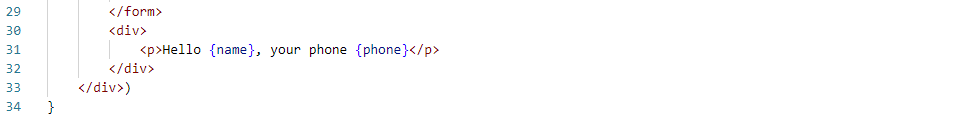 29 </form>
30 <div>
31 <p>Hello {name}, your phone {phone}</p>
32 </div>
33 </div>)
34 }